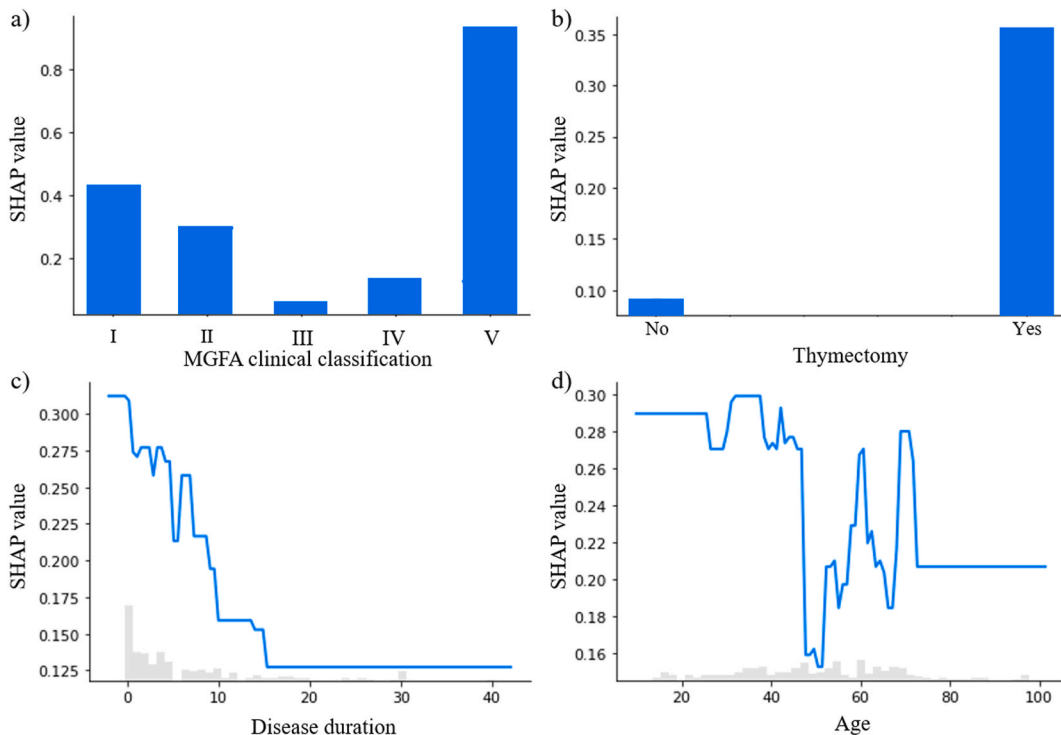 a)
0.8
0.6
0.4
0.2
SHAP value
I II III IV V
MGFA clinical classification
b)
0.35
0.30
0.25
0.20
0.15
0.10
SHAP value
No Yes
Thymectomy
c)
0.300
0.275
0.250
0.225
0.200
0.175
0.150
0.125
SHAP value
0 10 20 30 40
Disease duration
d)
0.30
0.28
0.26
0.24
0.22
0.20
0.18
0.16
SHAP value
20 40 60 80 100
Age